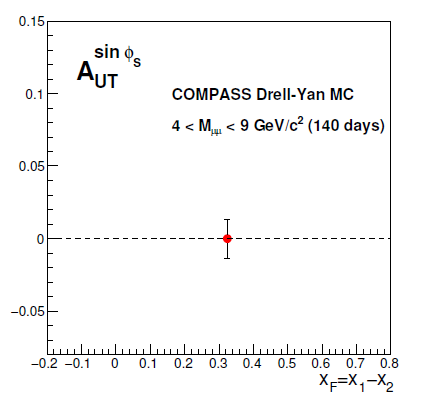 0.15
sin ϕS
AUT
0.1
COMPASS Drell-Yan MC
4 < Mμμ < 9 GeV/c² (140 days)
0.05
0
−0.05
−0.2 −0.1 0 0.1 0.2 0.3 0.4 0.5 0.6 0.7 0.8
XF=X1−X2